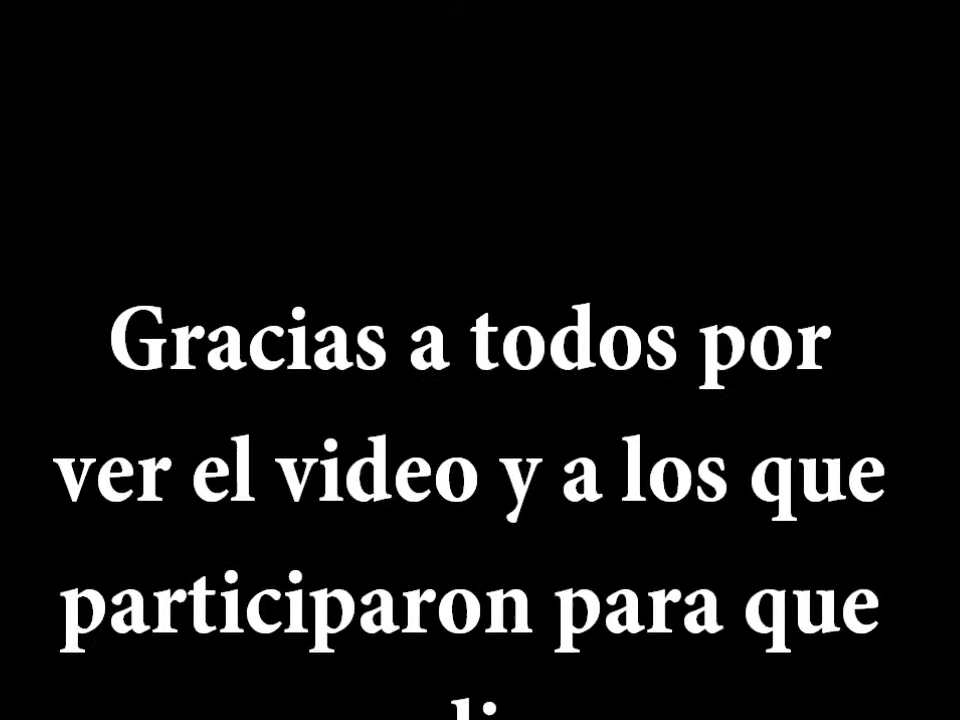 Gracias a todos por
ver el video y a los que
participaron para que